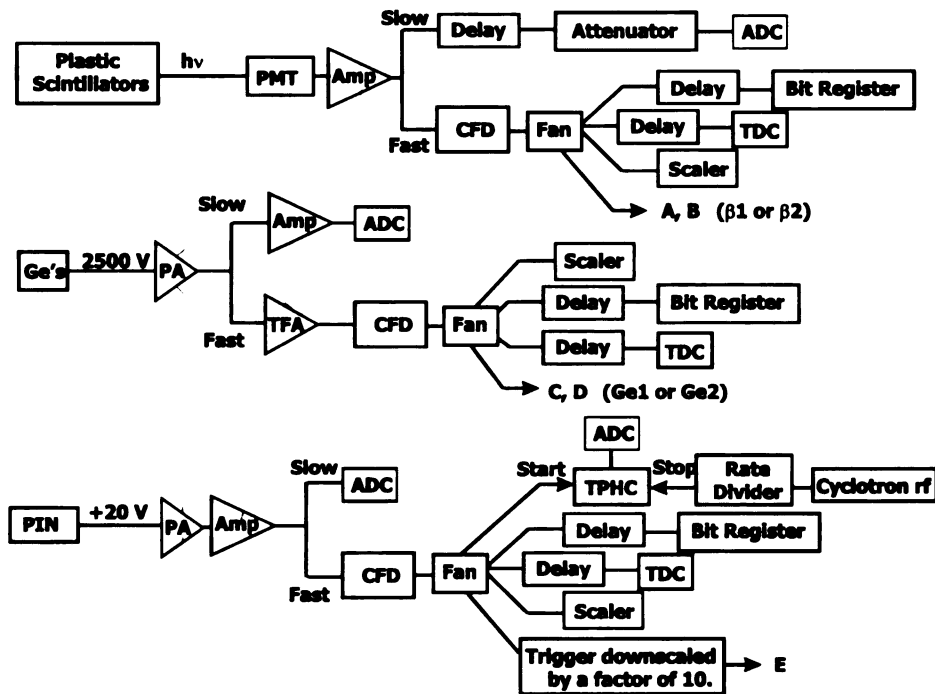 Slow
Delay
Attenuator
ADC
Plastic
Scintillators
hν
PMT
Amp
Fast
CFD
Fan
Delay
Bit Register
Delay
TDC
Scaler
A, B (β1 or β2)
Slow
Amp
ADC
Ge's
2500 V
PA
Fast
TFA
CFD
Fan
Scaler
Delay
Bit Register
Delay
TDC
C, D (Ge1 or Ge2)
ADC
Slow
ADC
Start
TPHC
Stop
Rate
Divider
Cyclotron rf
PIN
+20 V
PA
Amp
Fast
CFD
Fan
Delay
Bit Register
Delay
TDC
Scaler
Trigger downscaled
by a factor of 10.
E